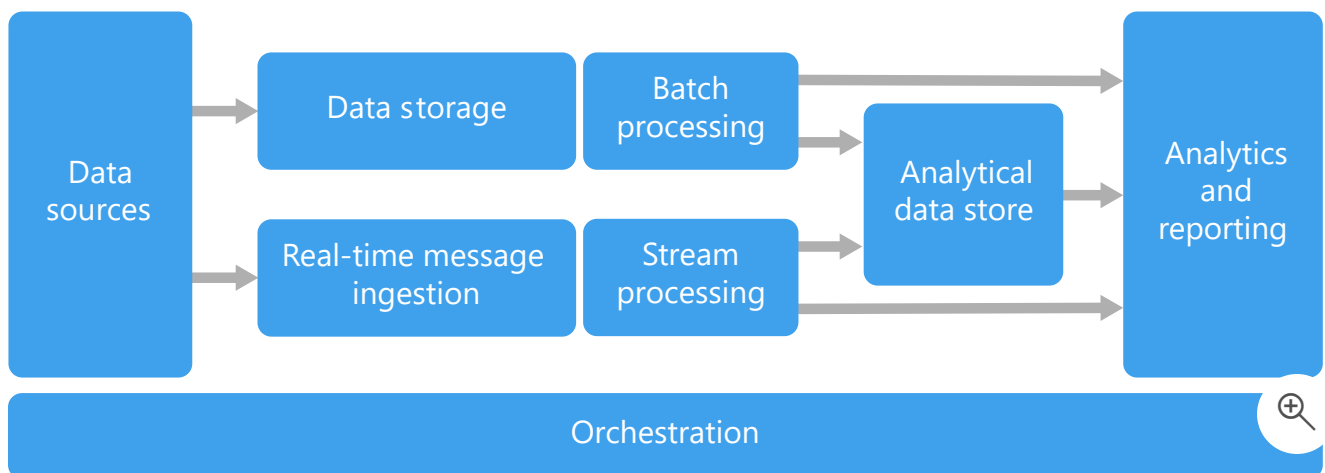 Data
sources
Data storage
Batch
processing
Real-time message
ingestion
Stream
processing
Analytical
data store
Analytics
and
reporting
Orchestration